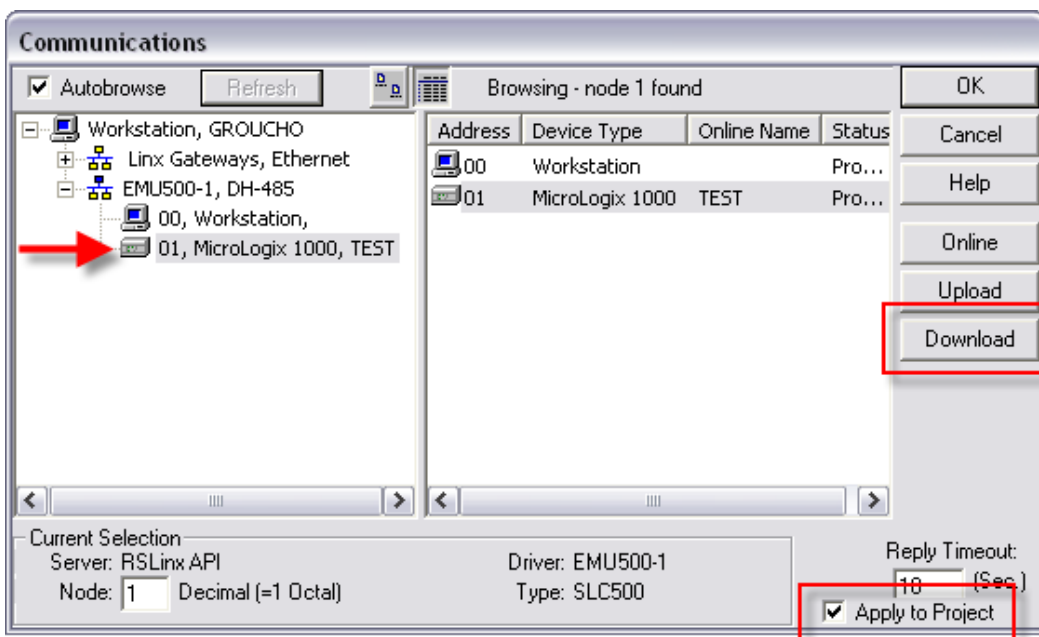 Communications
Autobrowse Refresh Browsing - node 1 found OK
Workstation, GROUCHO
Linx Gateways, Ethernet
EMU500-1, DH-485
00, Workstation,
01, MicroLogix 1000, TEST
Address Device Type Online Name Status
00 Workstation Pro...
01 MicroLogix 1000 TEST Pro...
Cancel
Help
Online
Upload
Download
Current Selection
Server: RSLinx API Driver: EMU500-1
Node: 1 Decimal (=1 Octal) Type: SLC500
Reply Timeout:
10 (Sec.)
Apply to Project